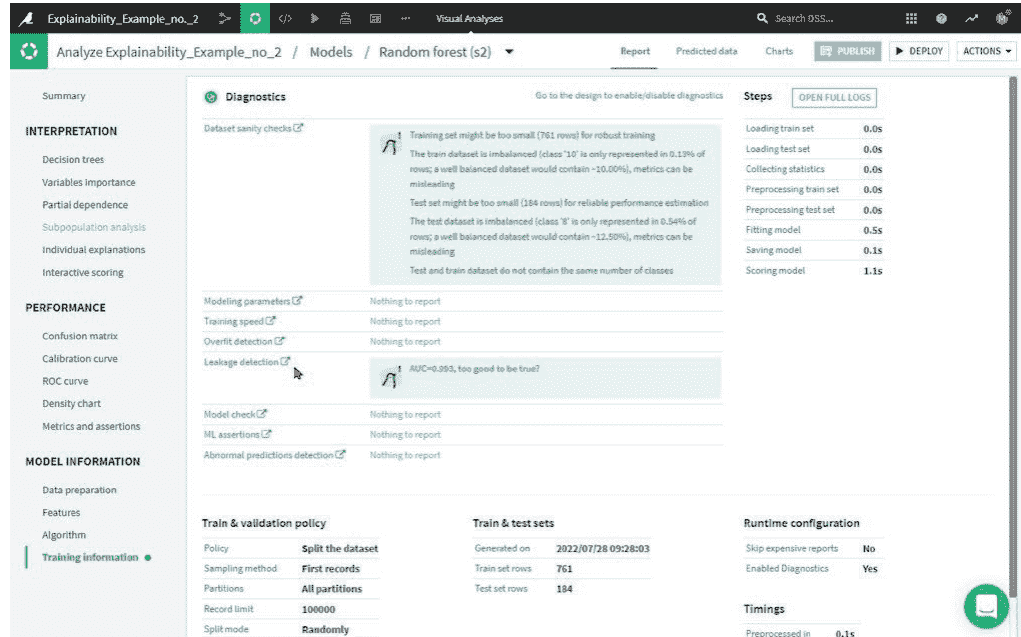 Explainability_Example_no._2
Visual Analyses
Search DSS...
Analyze Explainability_Example_no_2 / Models / Random forest (s2)
Report
Predicted data
Charts
PUBLISH
DEPLOY
ACTIONS
Summary
INTERPRETATION
Decision trees
Variables importance
Partial dependence
Subpopulation analysis
Individual explanations
Interactive scoring
PERFORMANCE
Confusion matrix
Calibration curve
ROC curve
Density chart
Metrics and assertions
MODEL INFORMATION
Data preparation
Features
Algorithm
Training information
Diagnostics
Go to the design to enable/disable diagnostics
Dataset sanity checks
Training set might be too small (761 rows) for robust training
The train dataset is imbalanced (class '10' is only represented in 0.13% of
rows; a well balanced dataset would contain ~10.00%), metrics can be
misleading
Test set might be too small (184 rows) for reliable performance estimation
The test dataset is imbalanced (class '8' is only represented in 0.54% of
rows; a well balanced dataset would contain ~12.50%), metrics can be
misleading
Test and train dataset do not contain the same number of classes
Modeling parameters Nothing to report
Training speed Nothing to report
Overfit detection Nothing to report
Leakage detection AUC=0.993, too good to be true?
Model check Nothing to report
ML assertions Nothing to report
Abnormal predictions detection Nothing to report
Steps
OPEN FULL LOGS
Loading train set 0.0s
Loading test set 0.0s
Collecting statistics 0.0s
Preprocessing train set 0.0s
Preprocessing test set 0.0s
Fitting model 0.5s
Saving model 0.1s
Scoring model 1.1s
Train & validation policy
Policy Split the dataset
Sampling method First records
Partitions All partitions
Record limit 100000
Split mode Randomly
Train & test sets
Generated on 2022/07/28 09:28:03
Train set rows 761
Test set rows 184
Runtime configuration
Skip expensive reports No
Enabled Diagnostics Yes
Timings
Preprocessed in 0.1s